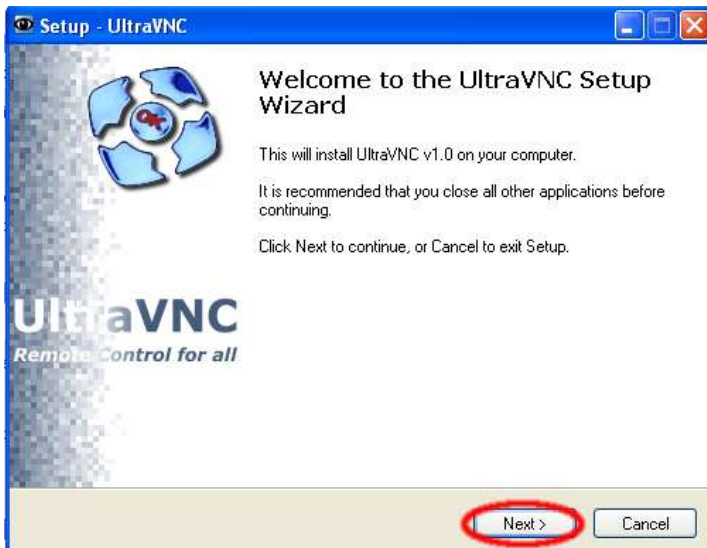 Setup - UltraVNC
OK
Welcome to the UltraVNC Setup
Wizard
This will install UltraVNC v1.0 on your computer.
It is recommended that you close all other applications before
continuing.
Click Next to continue, or Cancel to exit Setup.
UltraVNC
Remote Control for all
Next >
Cancel